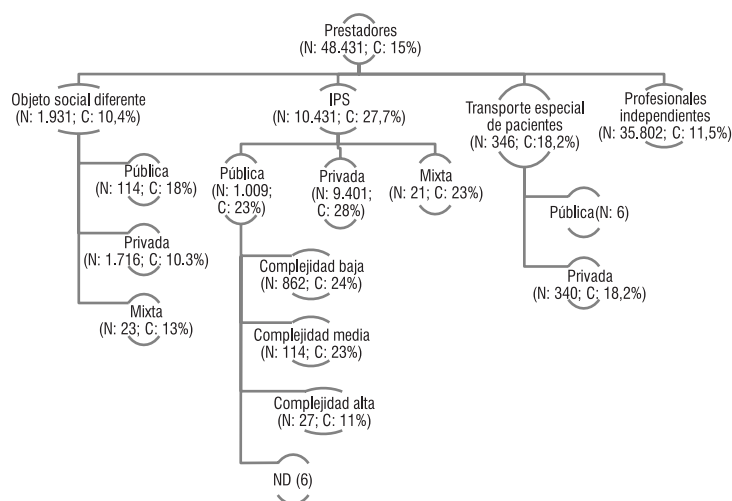 Prestadores
(N: 48.431; C: 15%)
Objeto social diferente
(N: 1.931; C: 10,4%)
Pública
(N: 114; C: 18%)
Privada
(N: 1.716; C: 10.3%)
Mixta
(N: 23; C: 13%)
IPS
(N: 10.431; C: 27,7%)
Pública
(N: 1.009;
C: 23%)
Complejidad baja
(N: 862; C: 24%)
Complejidad media
(N: 114; C: 23%)
Complejidad alta
(N: 27; C: 11%)
ND (6)
Privada
(N: 9.401;
C: 28%)
Mixta
(N: 21; C: 23%)
Transporte especial
de pacientes
(N: 346; C:18,2%)
Pública(N: 6)
Privada
(N: 340; C: 18,2%)
Profesionales
independientes
(N: 35.802; C: 11,5%)